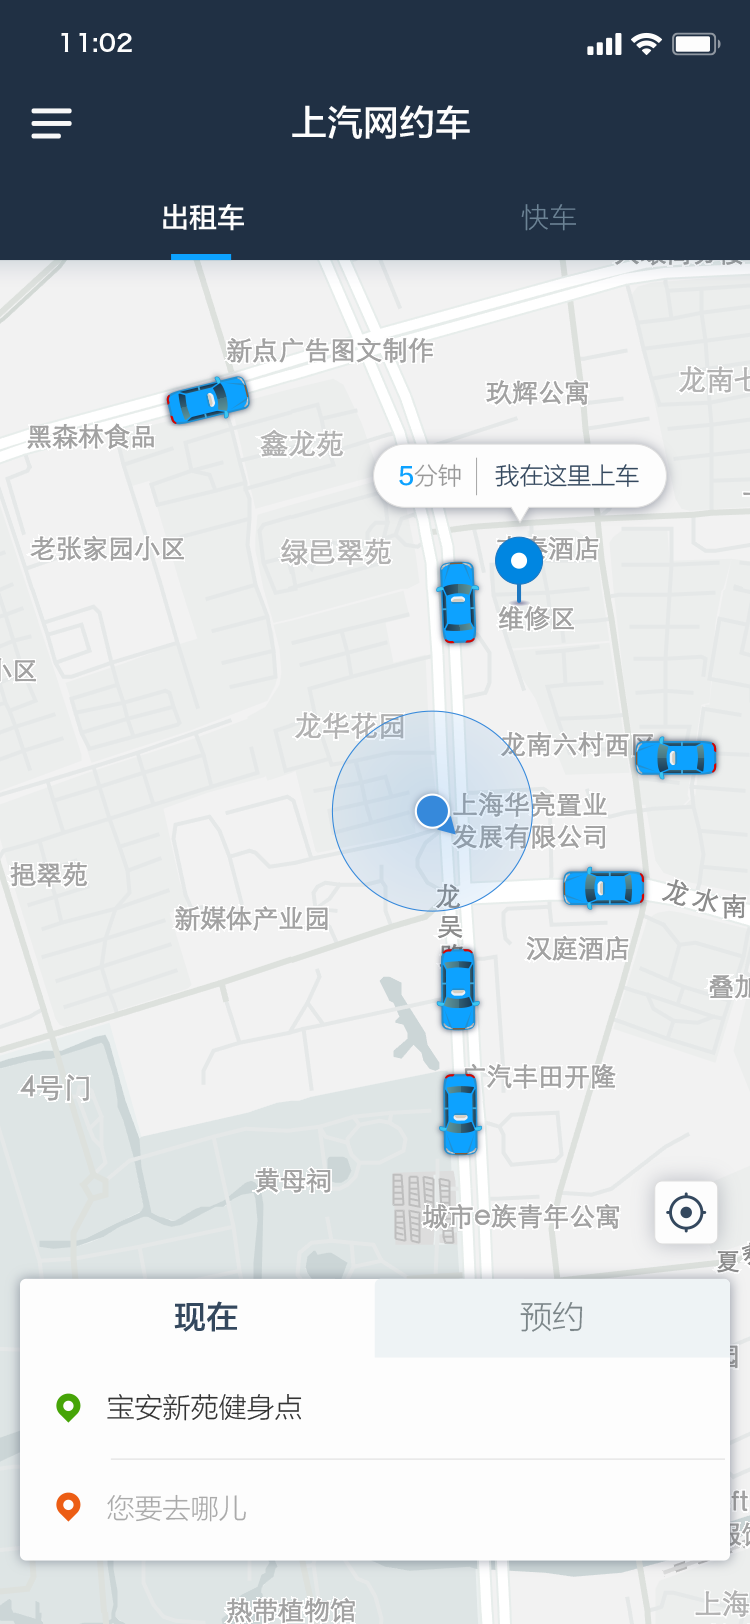 11:02
上汽网约车
出租车
快车
新点广告图文制作
玖辉公寓
龙南七
黑森林食品
鑫龙苑
5分钟
我在这里上车
老张家园小区
绿邑翠苑
泰酒店
维修区
小区
龙华花园
龙南六村西区
上海华亮置业
发展有限公司
挹翠苑
龙吴
龙水南
新媒体产业园
汉庭酒店
叠加
广汽丰田开隆
4号门
黄母祠
城市e族青年公寓
夏
现在
预约
宝安新苑健身点
您要去哪儿
ft
热带植物馆
上海